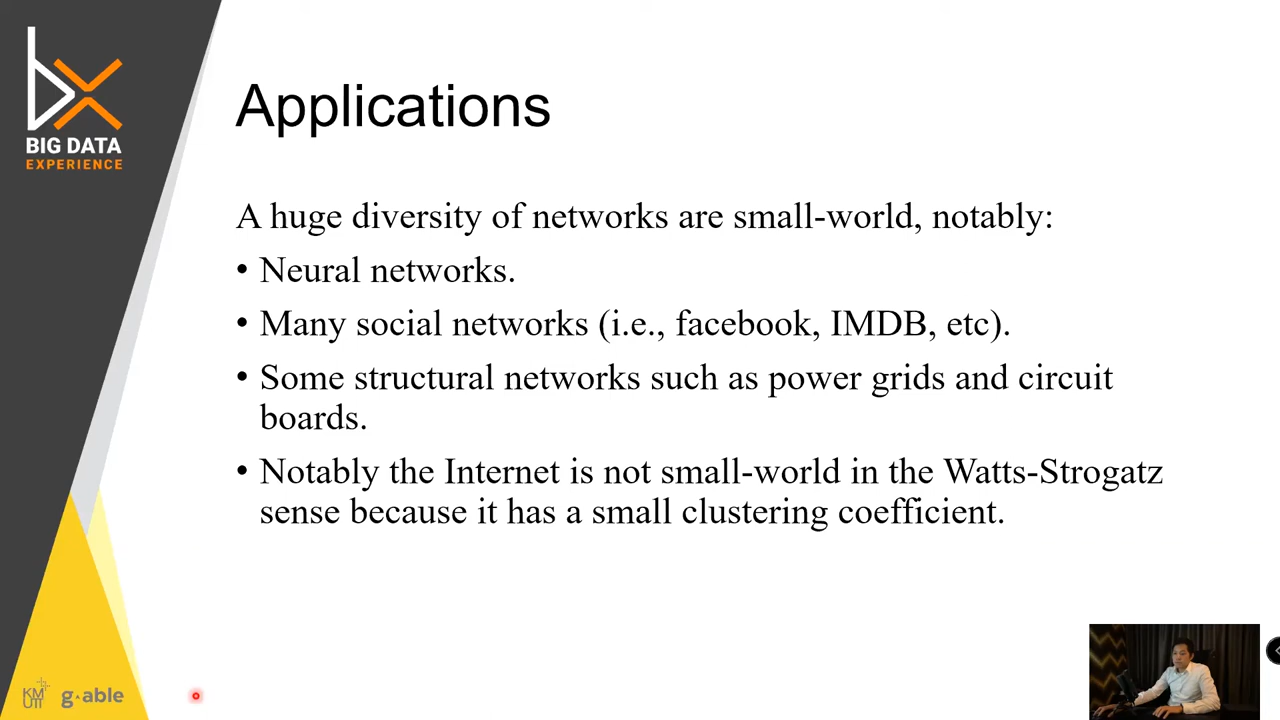 BIG DATA
EXPERIENCE
Applications
A huge diversity of networks are small-world, notably:
• Neural networks.
• Many social networks (i.e., facebook, IMDB, etc).
• Some structural networks such as power grids and circuit
boards.
• Notably the Internet is not small-world in the Watts-Strogatz
sense because it has a small clustering coefficient.
KM
UTT
g-able